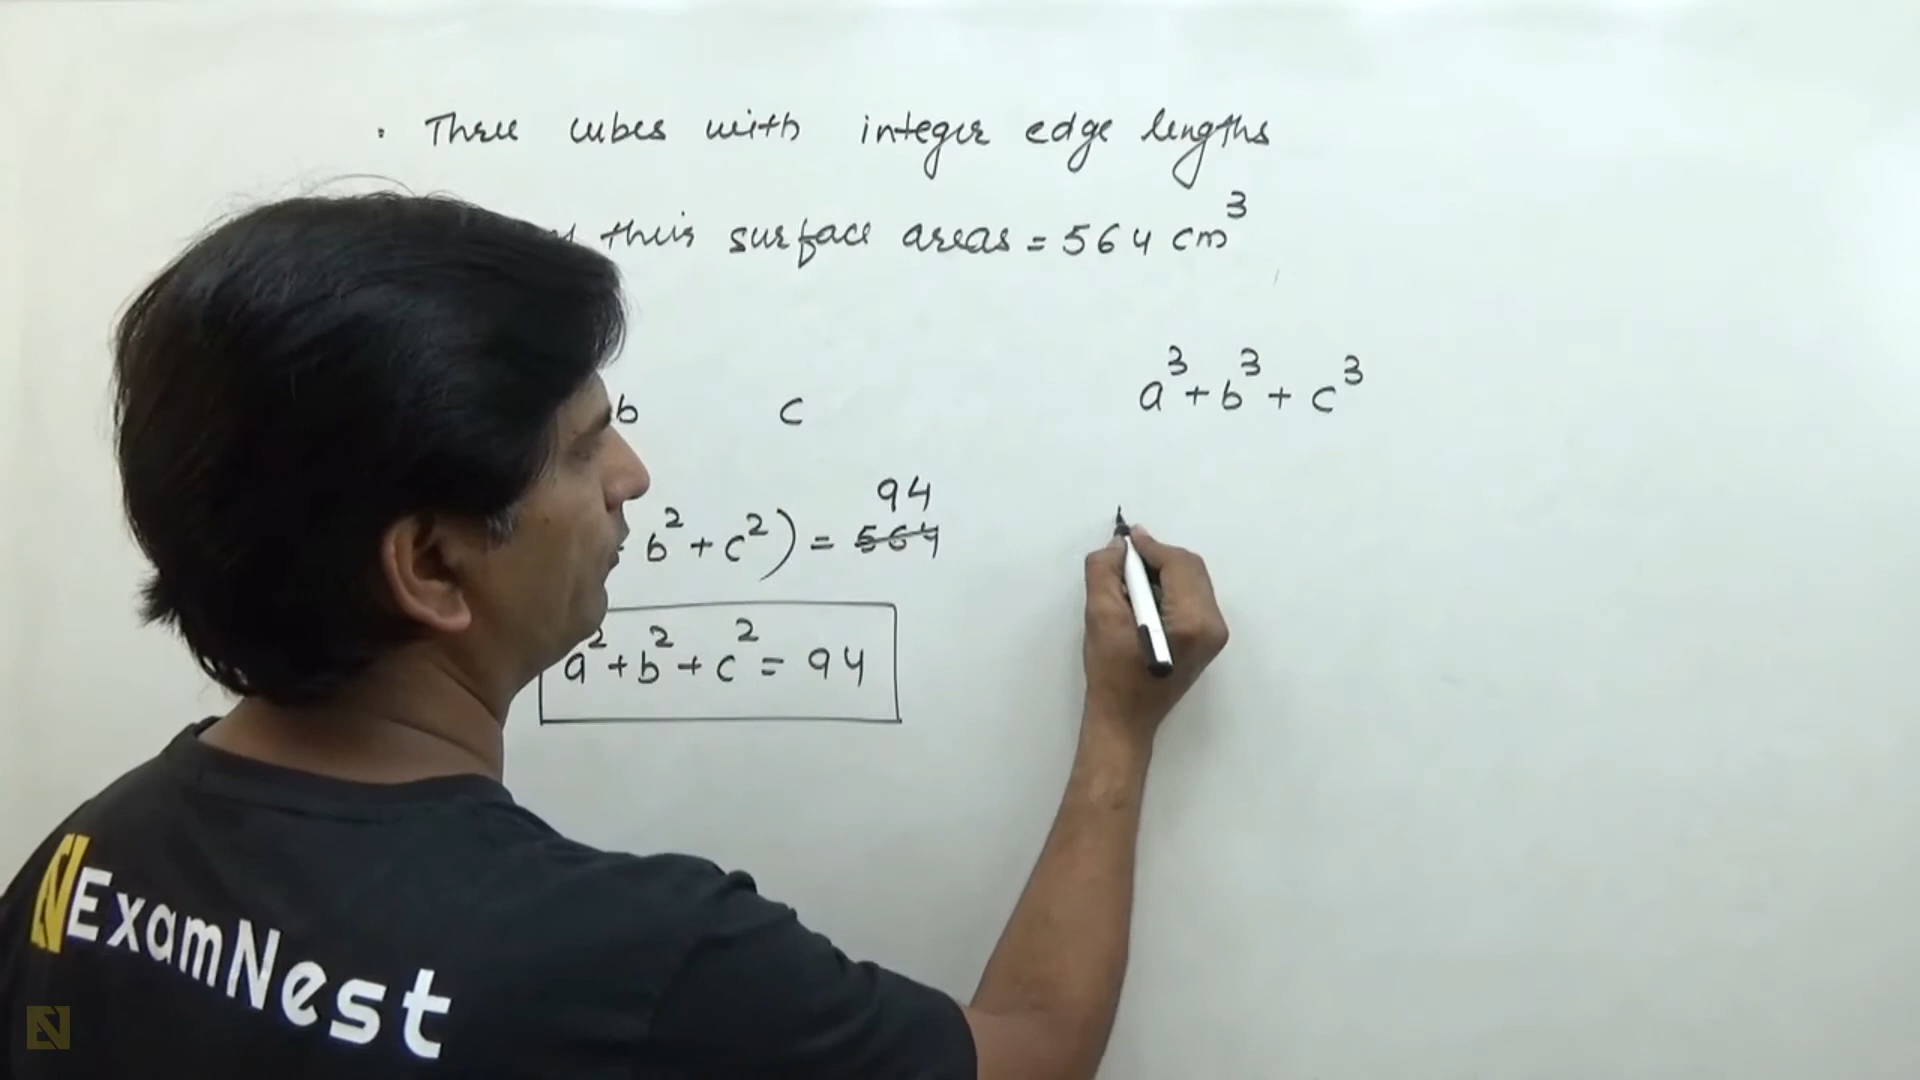 Three cubes with integer edge lengths
their surface areas = 564 cm³
a³ + b³ + c³
b c
94
b² + c² ) = 564
a² + b² + c² = 94
ExamNest